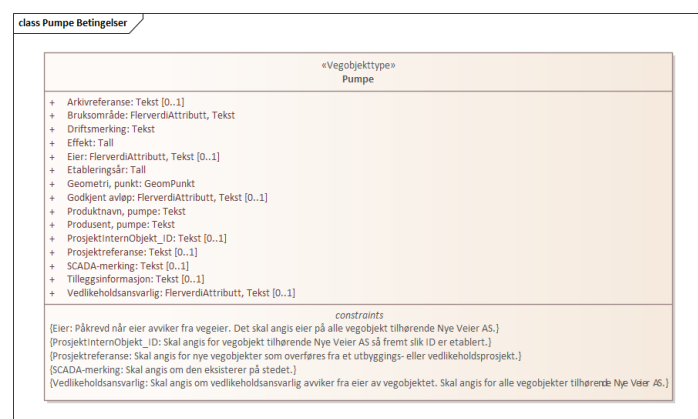 class Pumpe Betingelser
«Vegobjekttype»
Pumpe
+ Arkivreferanse: Tekst [0..1]
+ Bruksområde: FlerverdiAttributt, Tekst
+ Driftsmerking: Tekst
+ Effekt: Tall
+ Eier: FlerverdiAttributt, Tekst [0..1]
+ Etableringsår: Tall
+ Geometri, punkt: GeomPunkt
+ Godkjent avløp: FlerverdiAttributt, Tekst [0..1]
+ Produktnavn, pumpe: Tekst
+ Produsent, pumpe: Tekst
+ ProsjektInternObjekt_ID: Tekst [0..1]
+ Prosjektreferanse: Tekst [0..1]
+ SCADA-merking: Tekst [0..1]
+ Tilleggsinformasjon: Tekst [0..1]
+ Vedlikeholdsansvarlig: FlerverdiAttributt, Tekst [0..1]
constraints
{Eier: Påkrevd når eier avviker fra vegeier. Det skal angis eier på alle vegobjekt tilhørende Nye Veier AS.}
{ProsjektInternObjekt_ID: Skal angis for vegobjekt tilhørende Nye Veier AS så fremt slik ID er etablert.}
{Prosjektreferanse: Skal angis for nye vegobjekter som overføres fra et utbyggings- eller vedlikeholdsprosjekt.}
{SCADA-merking: Skal angis om den eksisterer på stedet.}
{Vedlikeholdsansvarlig: Skal angis om vedlikeholdsansvarlig avviker fra eier av vegobjektet. Skal angis for alle vegobjekter tilhørende Nye Veier AS.}